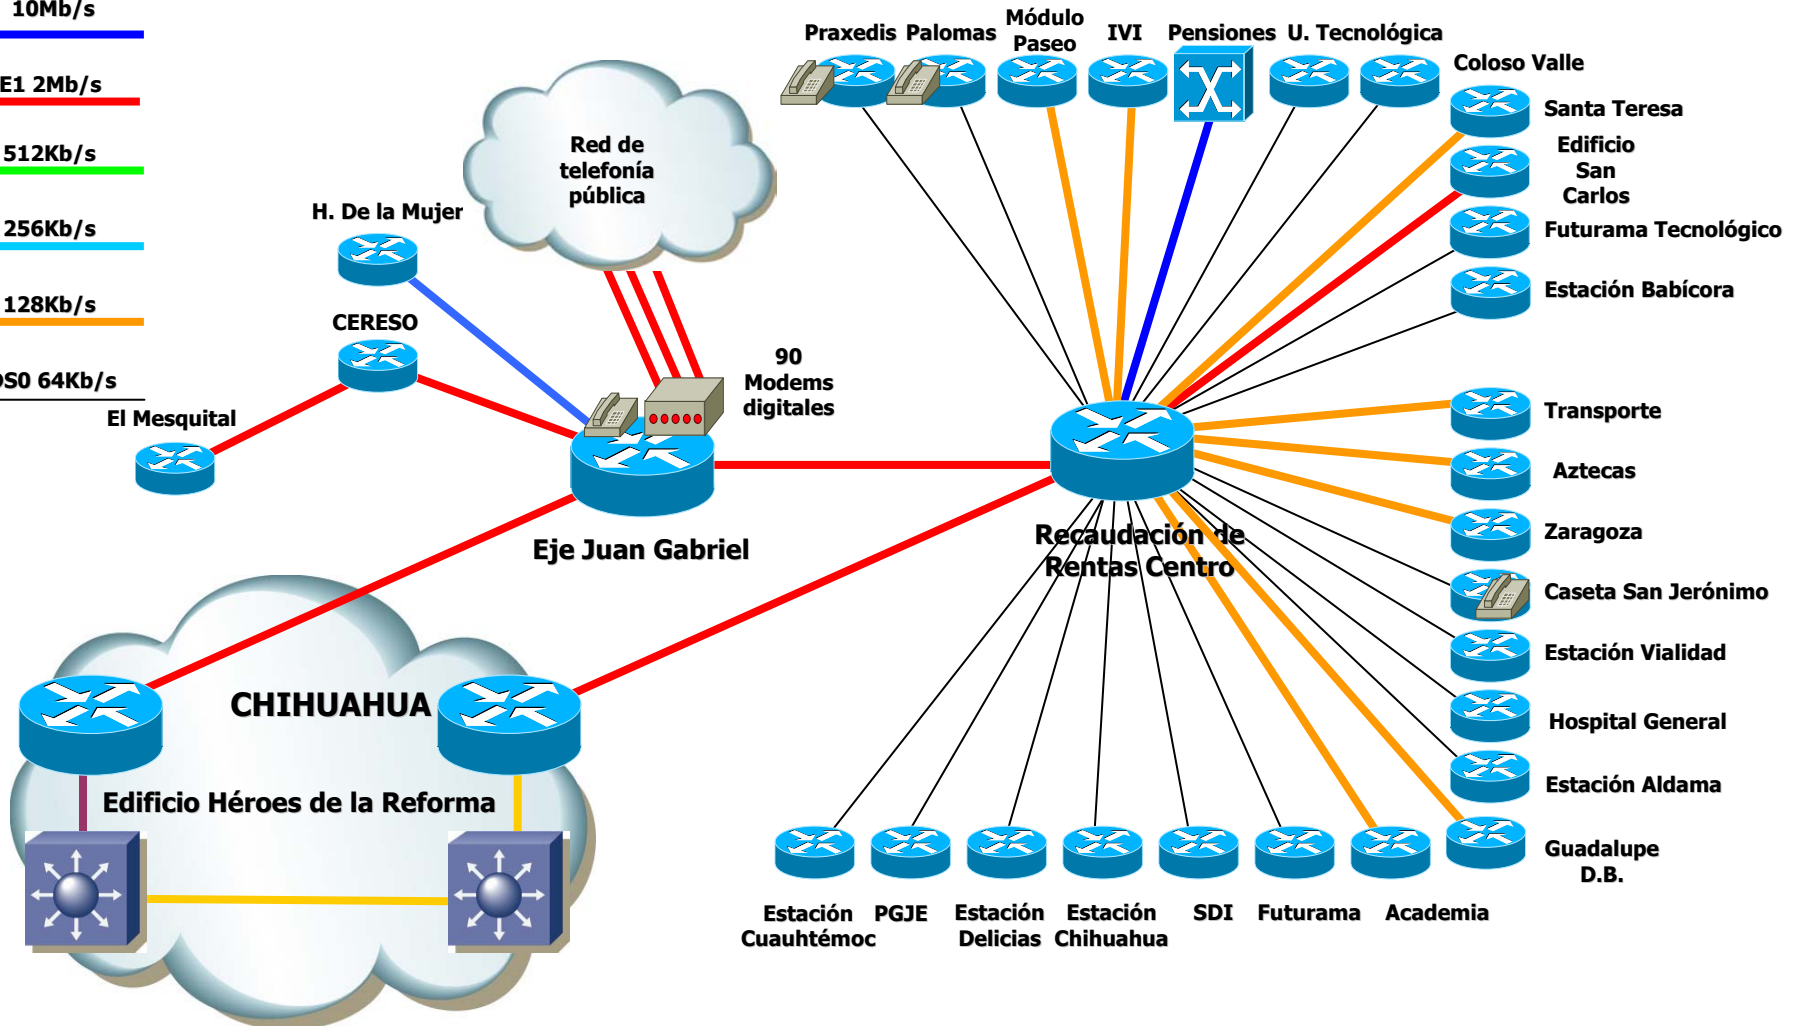 10Mb/s
E1 2Mb/s
512Kb/s
256Kb/s
128Kb/s
DS0 64Kb/s
Red de
telefonía
pública
H. De la Mujer
CERESO
El Mesquital
90
Modems
digitales
Eje Juan Gabriel
CHIHUAHUA
Edificio Héroes de la Reforma
Praxedis
Palomas
Módulo
Paseo
IVI
Pensiones
U. Tecnológica
Coloso Valle
Santa Teresa
Edificio
San
Carlos
Futurama Tecnológico
Estación Babícora
Transporte
Aztecas
Zaragoza
Caseta San Jerónimo
Estación Vialidad
Hospital General
Estación Aldama
Guadalupe
D.B.
Recaudación de
Rentas Centro
Estación
Cuauhtémoc
PGJE
Estación
Delicias
Estación
Chihuahua
SDI
Futurama
Academia